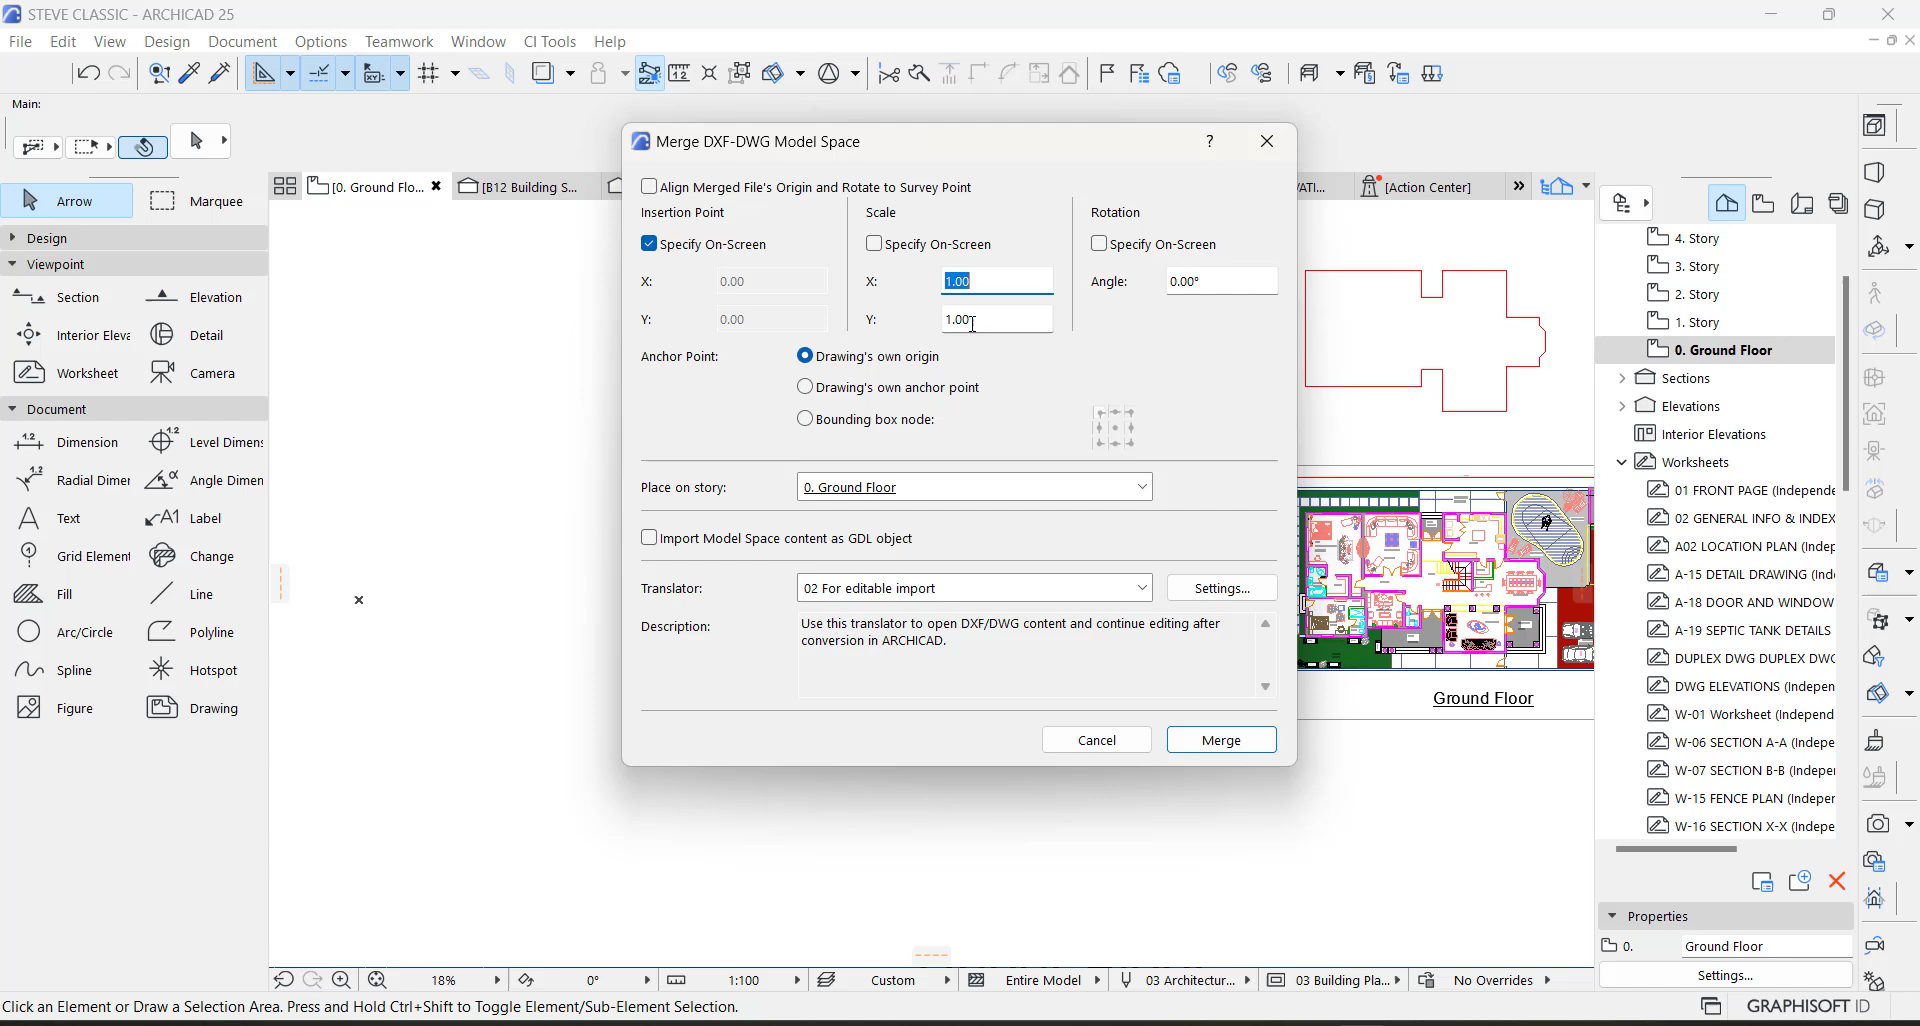 STEVE CLASSIC - ARCHICAD 25
File Edit View Design Document Options Teamwork Window CI Tools Help
Main:
Arrow
Marquee
Design
Viewpoint
Section
Elevation
Interior Eleva
Detail
Worksheet
Camera
Document
Dimension
Level Dimens
Radial Dimer
Angle Dimen
Text
Label
Grid Element
Change
Fill
Line
Arc/Circle
Polyline
Spline
Hotspot
Figure
Drawing
[0. Ground Flo...
[B12 Building S...
/ATI...
[Action Center]
Merge DXF-DWG Model Space
?
Align Merged File's Origin and Rotate to Survey Point
Insertion Point
Scale
Rotation
Specify On-Screen
Specify On-Screen
Specify On-Screen
X: 0.00
X: 1.00
Angle: 0.00°
Y: 0.00
Y: 1.00
Anchor Point:
Drawing's own origin
Drawing's own anchor point
Bounding box node:
Place on story:
0. Ground Floor
Import Model Space content as GDL object
Translator:
02 For editable import
Settings...
Description:
Use this translator to open DXF/DWG content and continue editing after
conversion in ARCHICAD.
Cancel
Merge
Ground Floor
4. Story
3. Story
2. Story
1. Story
0. Ground Floor
Sections
Elevations
Interior Elevations
Worksheets
01 FRONT PAGE (Independe
02 GENERAL INFO & INDEX
A02 LOCATION PLAN (Indep
A-15 DETAIL DRAWING (Ind
A-18 DOOR AND WINDOW
A-19 SEPTIC TANK DETAILS
DUPLEX DWG DUPLEX DWG
DWG ELEVATIONS (Indepen
W-01 Worksheet (Independ
W-06 SECTION A-A (Indepe
W-07 SECTION B-B (Indeper
W-15 FENCE PLAN (Indeper
W-16 SECTION X-X (Indepe
Properties
0. Ground Floor
Settings...
18% 0° 1:100 Custom Entire Model 03 Architectur... 03 Building Pla... No Overrides
Click an Element or Draw a Selection Area. Press and Hold Ctrl+Shift to Toggle Element/Sub-Element Selection.
GRAPHISOFT ID